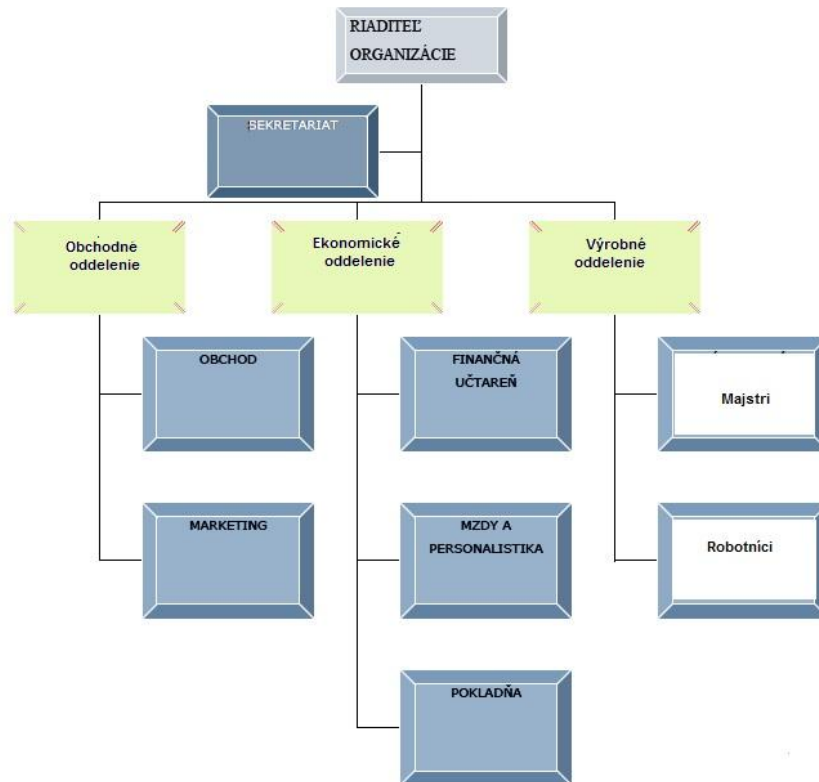 RIADITEĽ
ORGANIZÁCIE
SEKRETARIAT
Obchodné
oddelenie
Ekonomické
oddelenie
Výrobné
oddelenie
OBCHOD
FINANČNÁ
UČTAREŇ
Majstri
MARKETING
MZDY A
PERSONALISTIKA
Robotníci
POKLADŇA